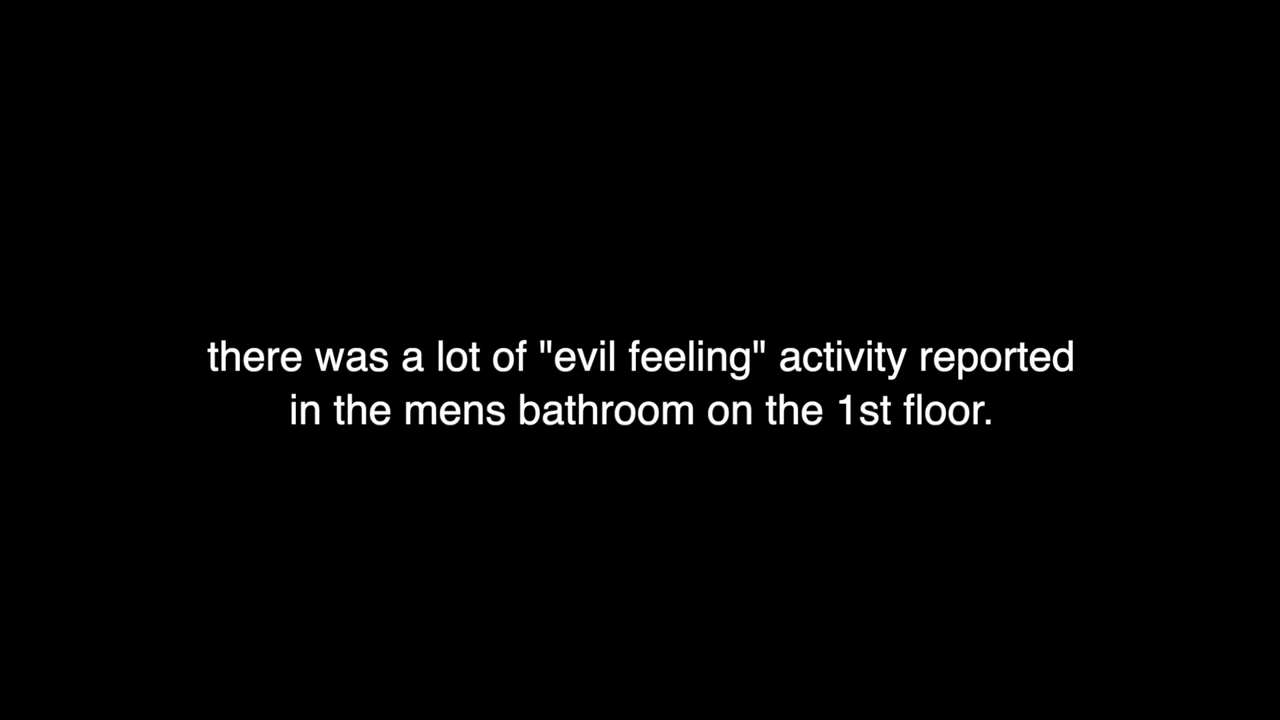 there was a lot of "evil feeling" activity reported
in the mens bathroom on the 1st floor.